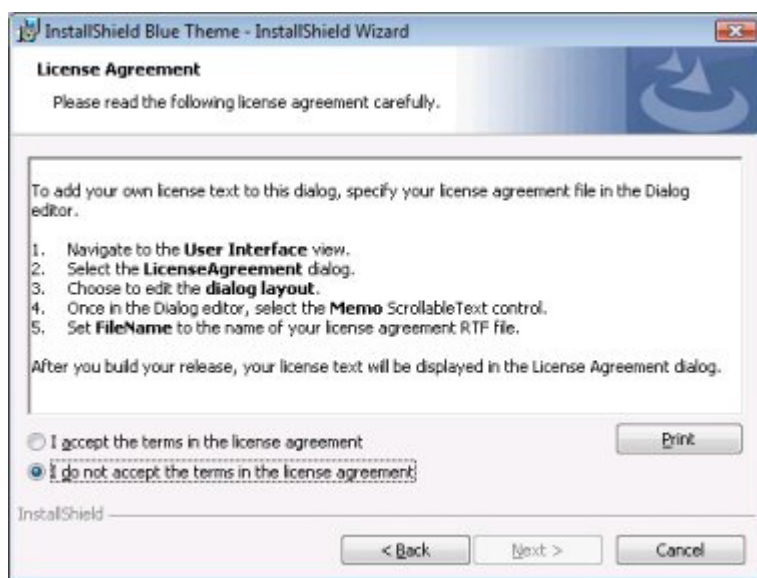 InstallShield Blue Theme - InstallShield Wizard
License Agreement
Please read the following license agreement carefully.
To add your own license text to this dialog, specify your license agreement file in the Dialog
editor.
1. Navigate to the User Interface view.
2. Select the LicenseAgreement dialog.
3. Choose to edit the dialog layout.
4. Once in the Dialog editor, select the Memo ScrollableText control.
5. Set FileName to the name of your license agreement RTF file.
After you build your release, your license text will be displayed in the License Agreement dialog.
I accept the terms in the license agreement
Print
I do not accept the terms in the license agreement
InstallShield
< Back Next > Cancel